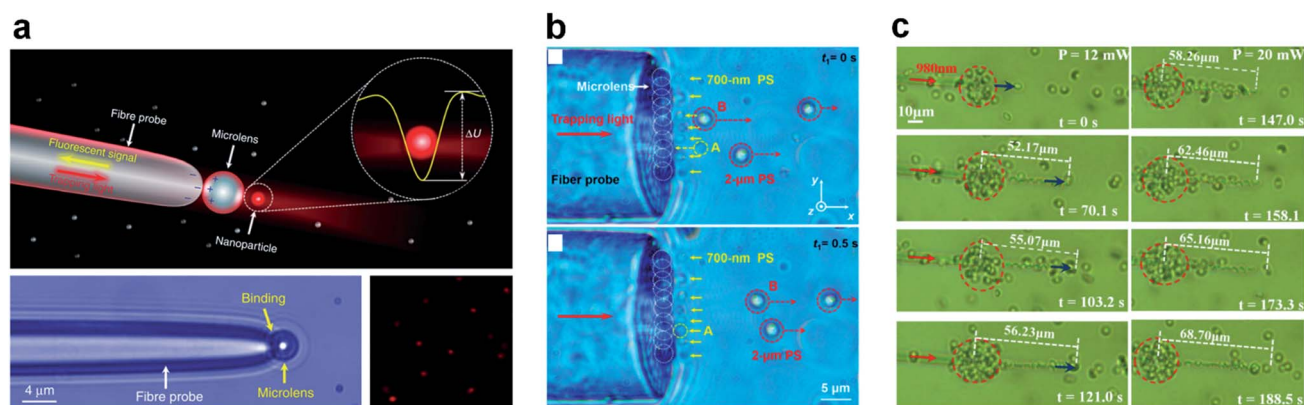 a
Fibre probe
Microlens
Fluorescent signal
Trapping light
Nanoparticle
ΔU
− − − −
+ + + +
Binding
Fibre probe
Microlens
4 μm
b
t₁= 0 s
Microlens
700-nm PS
B
Trapping light
A
Fiber probe
2-μm PS
y
z
x
t₁= 0.5 s
700-nm PS
B
A
2-μm PS
5 μm
c
P = 12 mW
980nm
10μm
t = 0 s
P = 20 mW
58.26μm
t = 147.0 s
52.17μm
t = 70.1 s
62.46μm
t = 158.1
55.07μm
t = 103.2 s
65.16μm
t = 173.3 s
56.23μm
t = 121.0 s
68.70μm
t = 188.5 s